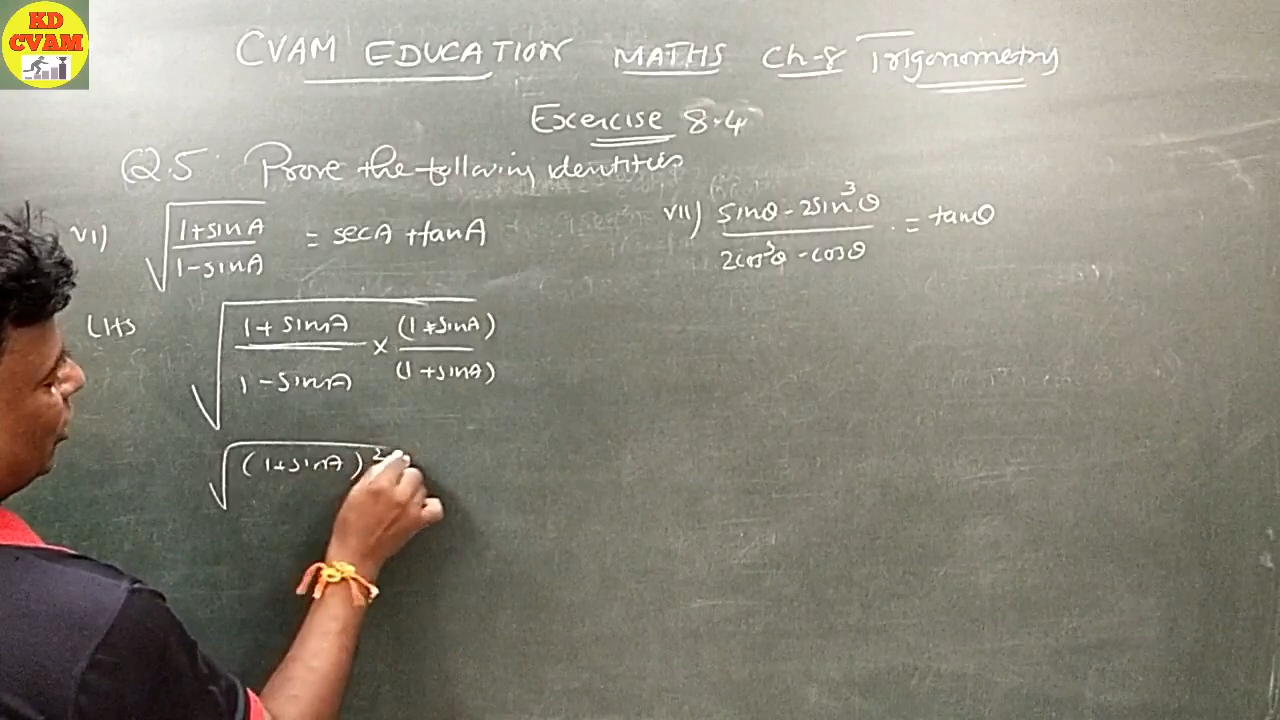 KD
CVAM
CVAM EDUCATION MATHS Ch-8 Trigonometry
Exercise 8.4
Q.5. Prove the following identities
VI) √(1+sinA / 1-sinA) = secA + tanA
VII) sinθ - 2sin³θ / 2cos³θ - cosθ = tanθ
LHS √(1+sinA / 1-sinA × (1+sinA) / (1+sinA))
√(1+sinA)²